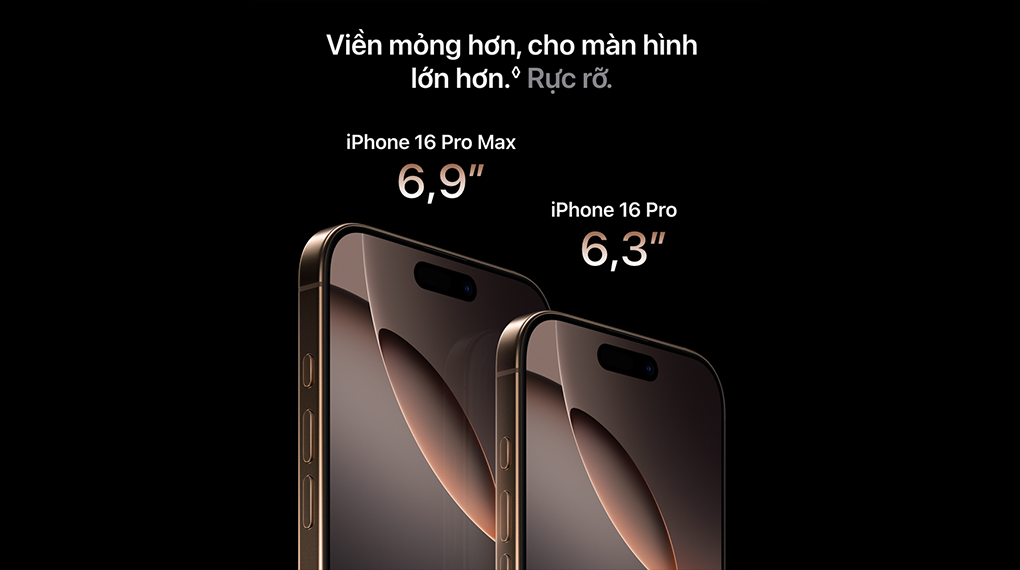 Viền mỏng hơn, cho màn hình
lớn hơn.◊ Rực rỡ.
iPhone 16 Pro Max
6,9”
iPhone 16 Pro
6,3”